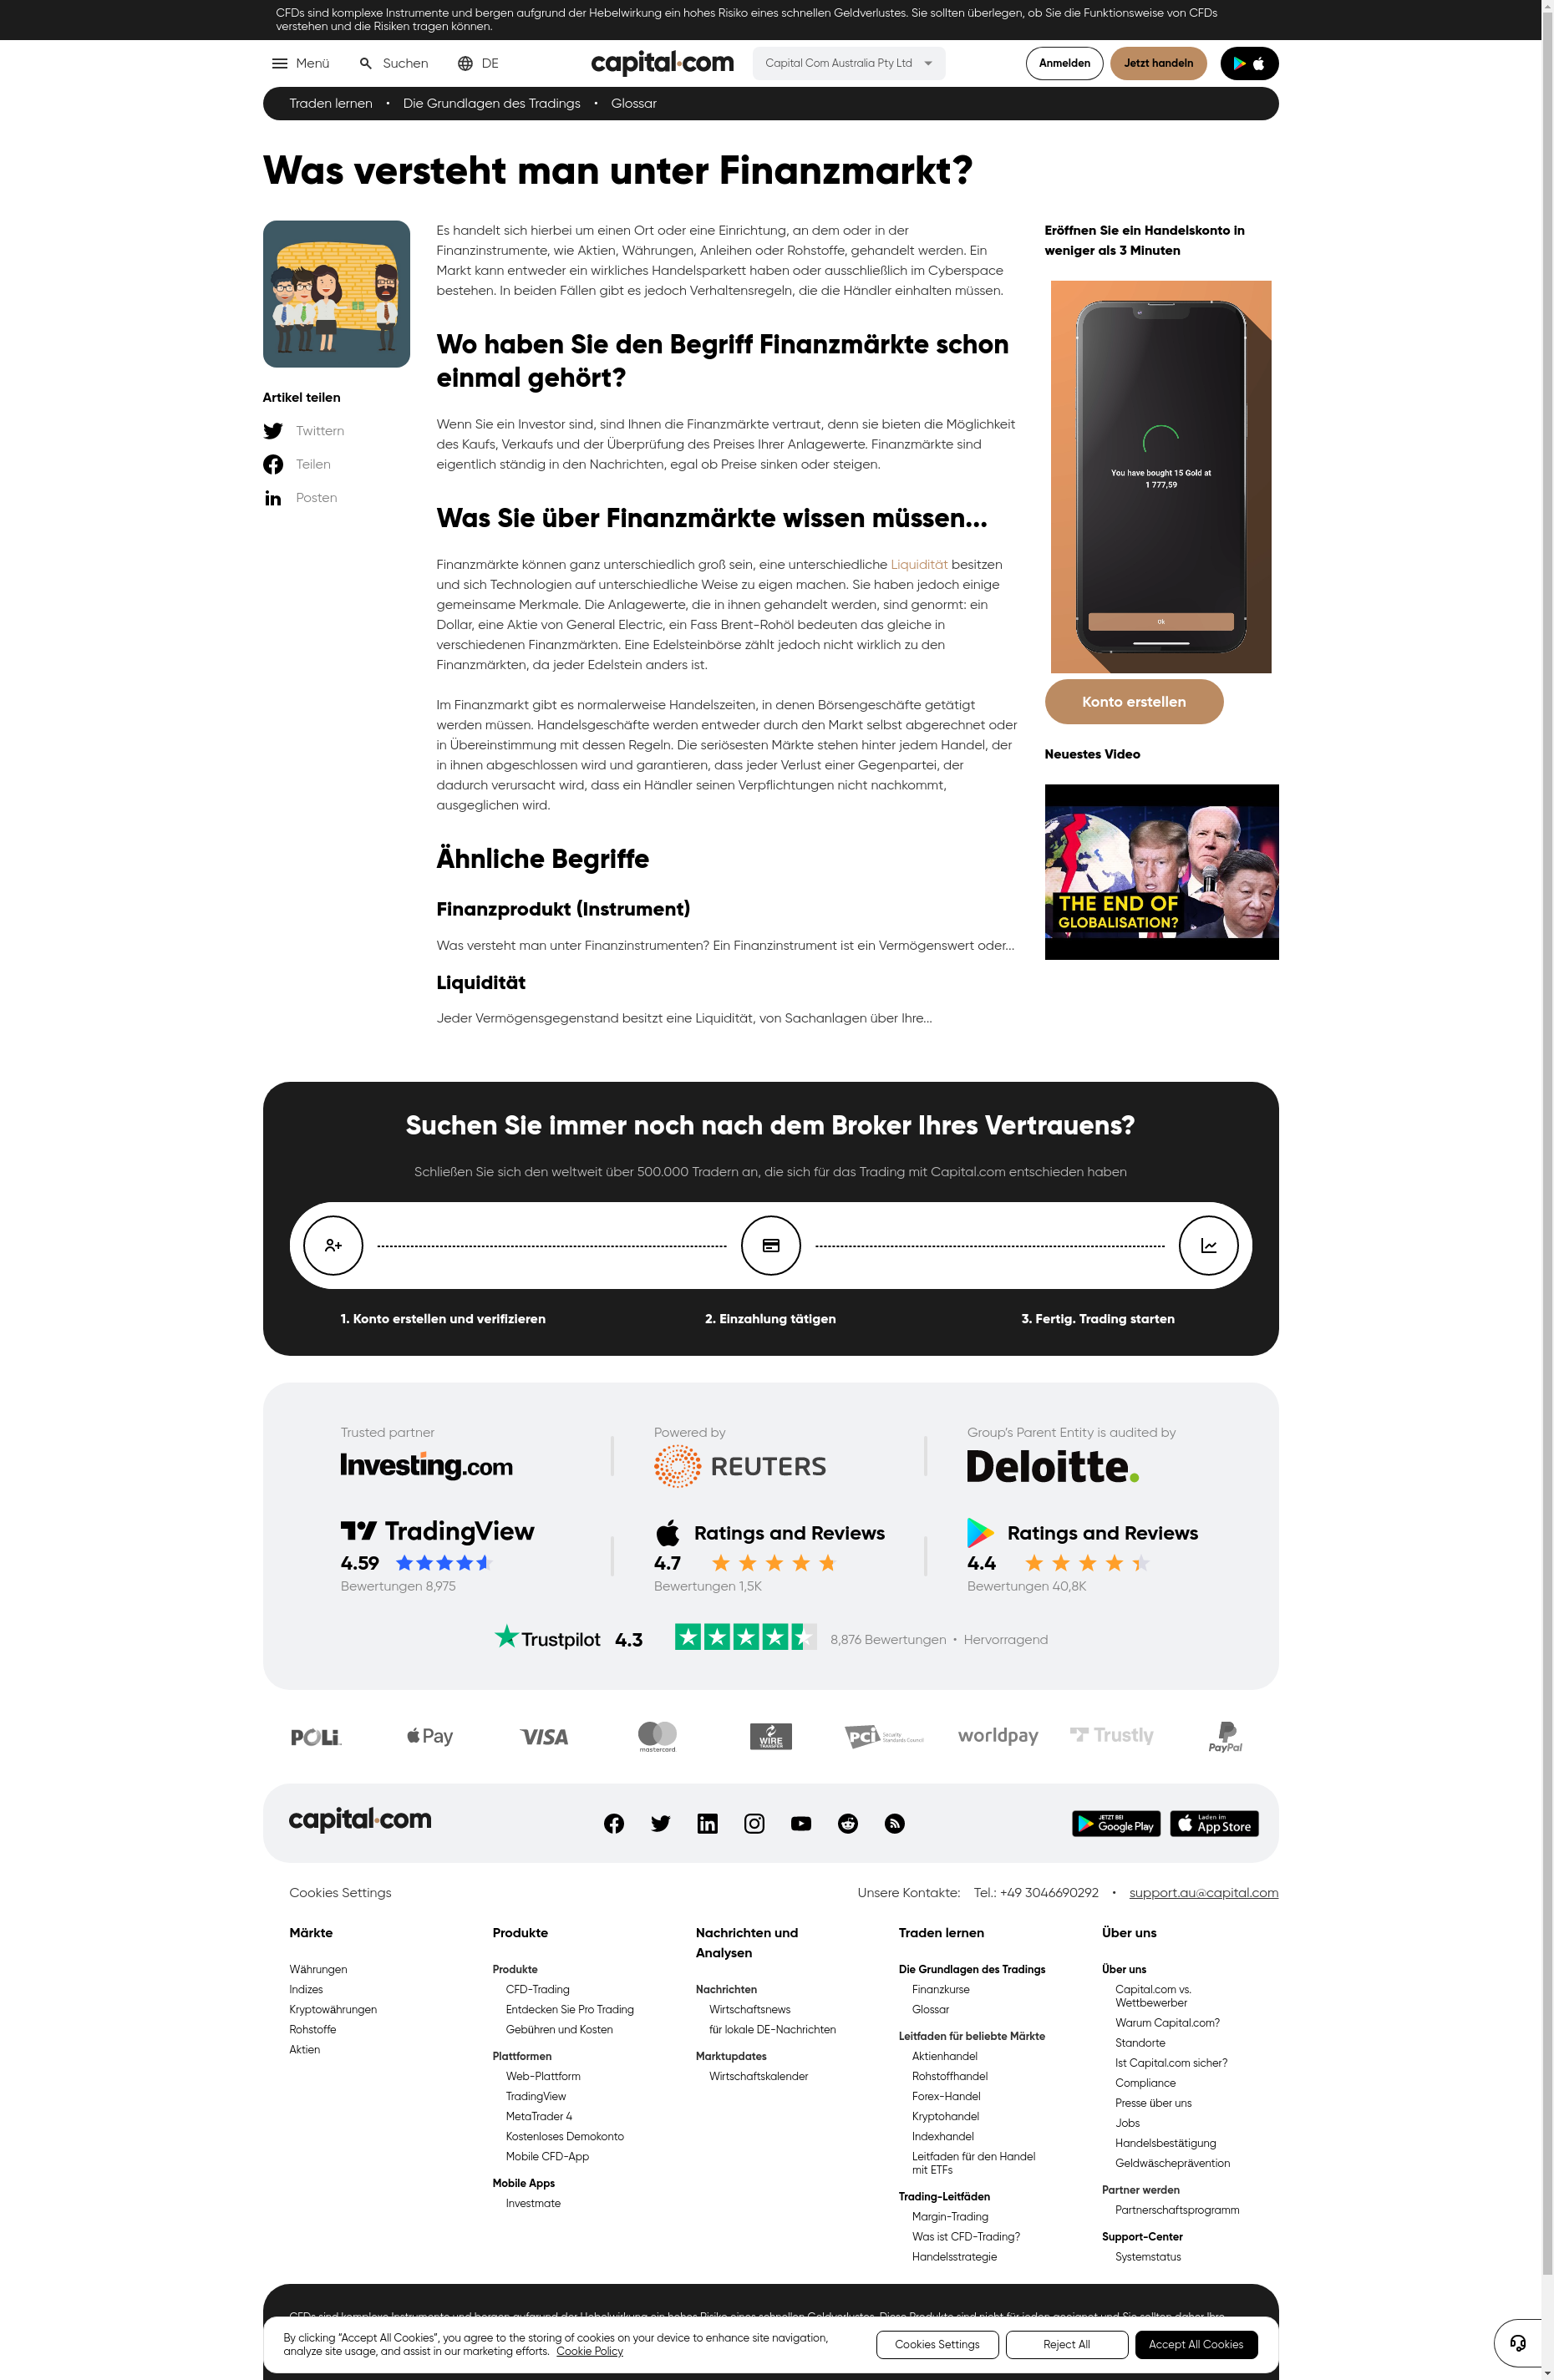 CFDs sind komplexe Instrumente und bergen aufgrund der Hebelwirkung ein hohes Risiko eines schnellen Geldverlustes. Sie sollten überlegen, ob Sie die Funktionsweise von CFDs
verstehen und die Risiken tragen können.
Menü
Suchen
DE
capital.com
Capital Com Australia Pty Ltd
Anmelden
Jetzt handeln
Traden lernen • Die Grundlagen des Tradings • Glossar
Was versteht man unter Finanzmarkt?
Artikel teilen
Twittern
Teilen
Posten
Es handelt sich hierbei um einen Ort oder eine Einrichtung, an dem oder in der
Finanzinstrumente, wie Aktien, Währungen, Anleihen oder Rohstoffe, gehandelt werden. Ein
Markt kann entweder ein wirkliches Handelsparkett haben oder ausschließlich im Cyberspace
bestehen. In beiden Fällen gibt es jedoch Verhaltensregeln, die die Händler einhalten müssen.
Wo haben Sie den Begriff Finanzmärkte schon
einmal gehört?
Wenn Sie ein Investor sind, sind Ihnen die Finanzmärkte vertraut, denn sie bieten die Möglichkeit
des Kaufs, Verkaufs und der Überprüfung des Preises Ihrer Anlagewerte. Finanzmärkte sind
eigentlich ständig in den Nachrichten, egal ob Preise sinken oder steigen.
Was Sie über Finanzmärkte wissen müssen...
Finanzmärkte können ganz unterschiedlich groß sein, eine unterschiedliche Liquidität besitzen
und sich Technologien auf unterschiedliche Weise zu eigen machen. Sie haben jedoch einige
gemeinsame Merkmale. Die Anlagewerte, die in ihnen gehandelt werden, sind genormt: ein
Dollar, eine Aktie von General Electric, ein Fass Brent-Rohöl bedeuten das gleiche in
verschiedenen Finanzmärkten. Eine Edelsteinbörse zählt jedoch nicht wirklich zu den
Finanzmärkten, da jeder Edelstein anders ist.
Im Finanzmarkt gibt es normalerweise Handelszeiten, in denen Börsengeschäfte getätigt
werden müssen. Handelsgeschäfte werden entweder durch den Markt selbst abgerechnet oder
in Übereinstimmung mit dessen Regeln. Die seriösesten Märkte stehen hinter jedem Handel, der
in ihnen abgeschlossen wird und garantieren, dass jeder Verlust einer Gegenpartei, der
dadurch verursacht wird, dass ein Händler seinen Verpflichtungen nicht nachkommt,
ausgeglichen wird.
Ähnliche Begriffe
Finanzprodukt (Instrument)
Was versteht man unter Finanzinstrumenten? Ein Finanzinstrument ist ein Vermögenswert oder...
Liquidität
Jeder Vermögensgegenstand besitzt eine Liquidität, von Sachanlagen über Ihre...
Eröffnen Sie ein Handelskonto in
weniger als 3 Minuten
You have bought 15 Gold at
1 777,59
Ok
Konto erstellen
Neuestes Video
THE END OF
GLOBALISATION?
Suchen Sie immer noch nach dem Broker Ihres Vertrauens?
Schließen Sie sich den weltweit über 500.000 Tradern an, die sich für das Trading mit Capital.com entschieden haben
1. Konto erstellen und verifizieren
2. Einzahlung tätigen
3. Fertig. Trading starten
Trusted partner
Investing.com
Powered by
REUTERS
Group's Parent Entity is audited by
Deloitte.
TradingView
4.59
Bewertungen 8,975
Ratings and Reviews
4.7
Bewertungen 1,5K
Ratings and Reviews
4.4
Bewertungen 40,8K
Trustpilot 4.3
8,876 Bewertungen • Hervorragend
POLi
Pay
VISA
mastercard
WIRE
TRANSFER
PCI Security
Standards Council
worldpay
Trustly
PayPal
capital.com
JETZT BEI
Google Play
Laden im
App Store
Cookies Settings
Unsere Kontakte: Tel.: +49 3046690292 • support.au@capital.com
Märkte
Währungen
Indizes
Kryptowährungen
Rohstoffe
Aktien
Produkte
Produkte
CFD-Trading
Entdecken Sie Pro Trading
Gebühren und Kosten
Plattformen
Web-Plattform
TradingView
MetaTrader 4
Kostenloses Demokonto
Mobile CFD-App
Mobile Apps
Investmate
Nachrichten und
Analysen
Nachrichten
Wirtschaftsnews
für lokale DE-Nachrichten
Marktupdates
Wirtschaftskalender
Traden lernen
Die Grundlagen des Tradings
Finanzkurse
Glossar
Leitfaden für beliebte Märkte
Aktienhandel
Rohstoffhandel
Forex-Handel
Kryptohandel
Indexhandel
Leitfaden für den Handel
mit ETFs
Trading-Leitfäden
Margin-Trading
Was ist CFD-Trading?
Handelsstrategie
Über uns
Über uns
Capital.com vs.
Wettbewerber
Warum Capital.com?
Standorte
Ist Capital.com sicher?
Compliance
Presse über uns
Jobs
Handelsbestätigung
Geldwäscheprävention
Partner werden
Partnerschaftsprogramm
Support-Center
Systemstatus
CFDs sind komplexe Instrumente und bergen aufgrund der Hebelwirkung ein hohes Risiko eines schnellen Geldverlustes. Diese Produkte sind nicht für jeden geeignet und Sie sollten daher Ihre
By clicking “Accept All Cookies”, you agree to the storing of cookies on your device to enhance site navigation,
analyze site usage, and assist in our marketing efforts. Cookie Policy
Cookies Settings
Reject All
Accept All Cookies